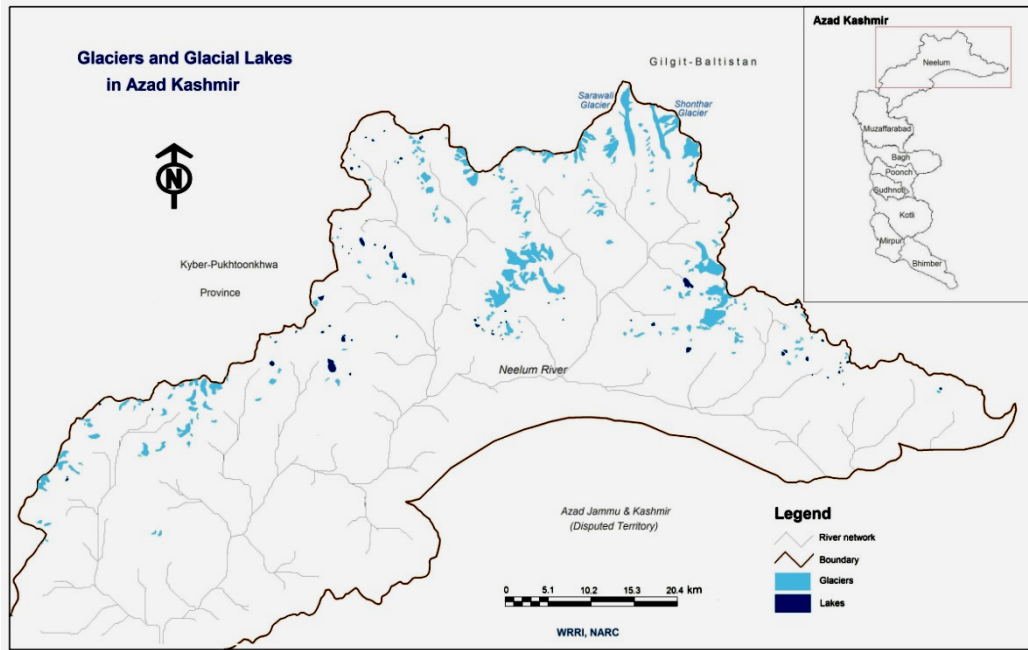 Glaciers and Glacial Lakes
in Azad Kashmir
N
Gilgit-Baltistan
Sarawali
Glacier
Shonthar
Glacier
Kyber-Pukhtoonkhwa
Province
Neelum River
Azad Jammu & Kashmir
(Disputed Territory)
0 5.1 10.2 15.3 20.4 km
WRRI, NARC
Azad Kashmir
Neelum
Muzaffarabad
Bagh
Poonch
Sudhnoti
Kotli
Mirpur
Bhimber
Legend
River network
Boundary
Glaciers
Lakes